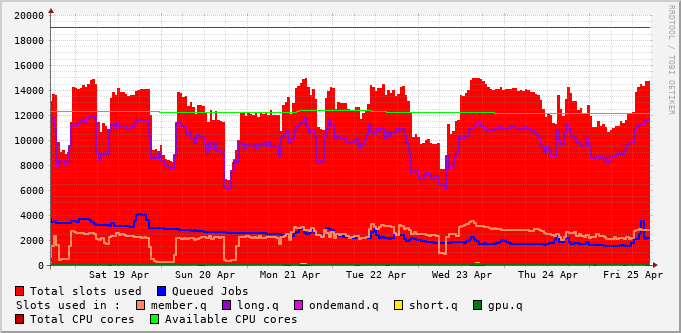 20000
18000
16000
14000
12000
10000
8000
6000
4000
2000
0
Sat 19 Apr Sun 20 Apr Mon 21 Apr Tue 22 Apr Wed 23 Apr Thu 24 Apr Fri 25 Apr
Total slots used Queued Jobs
Slots used in : member.q long.q ondemand.q short.q gpu.q
Total CPU cores Available CPU cores
RRDTOOL / TOBI OETIKER